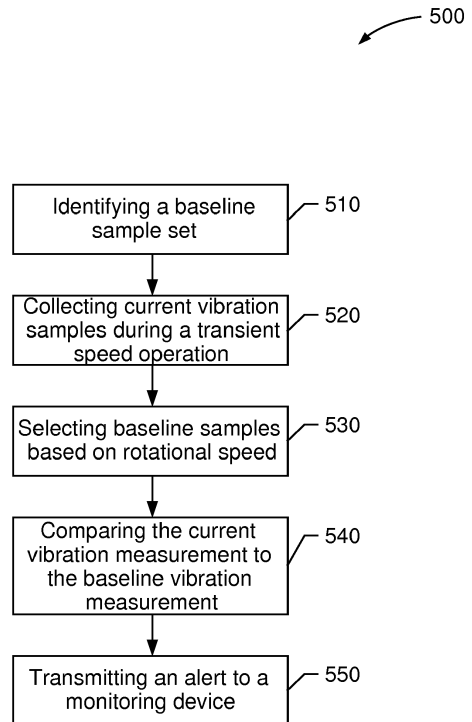 500
Identifying a baseline
sample set
510
Collecting current vibration
samples during a transient
speed operation
520
Selecting baseline samples
based on rotational speed
530
Comparing the current
vibration measurement to
the baseline vibration
measurement
540
Transmitting an alert to a
monitoring device
550